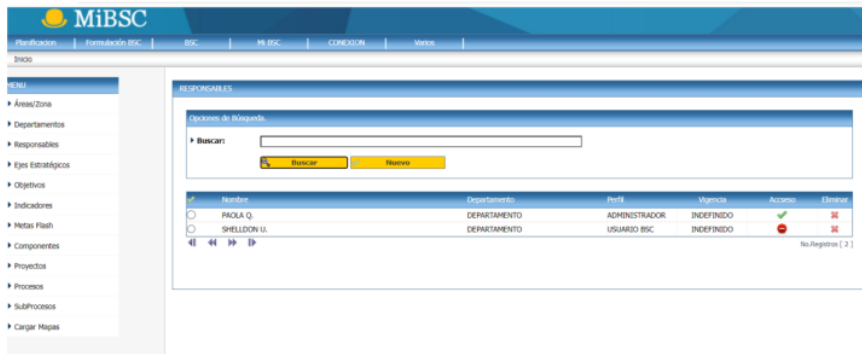 MiBSC
Planificacion | Formulación BSC | BSC | Mi BSC | CONEXION | Varios |
Inicio
MENU
Áreas/Zona
Departamentos
Responsables
Ejes Estratégicos
Objetivos
Indicadores
Metas Flash
Componentes
Proyectos
Procesos
SubProcesos
Cargar Mapas
RESPONSABLES
Opciones de Búsqueda.
Buscar:
Buscar Nuevo
Nombre Departamento Perfil Vigencia Accseso Eliminar
PAOLA Q. DEPARTAMENTO ADMINISTRADOR INDEFINIDO
SHELLDON U. DEPARTAMENTO USUARIO BSC INDEFINIDO
No.Registros [ 2 ]